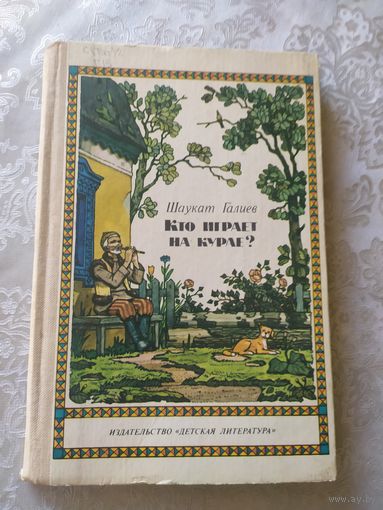 Шаукат Галиев
Кто играет
на курае?
ИЗДАТЕЛЬСТВО «ДЕТСКАЯ ЛИТЕРАТУРА»
av.by